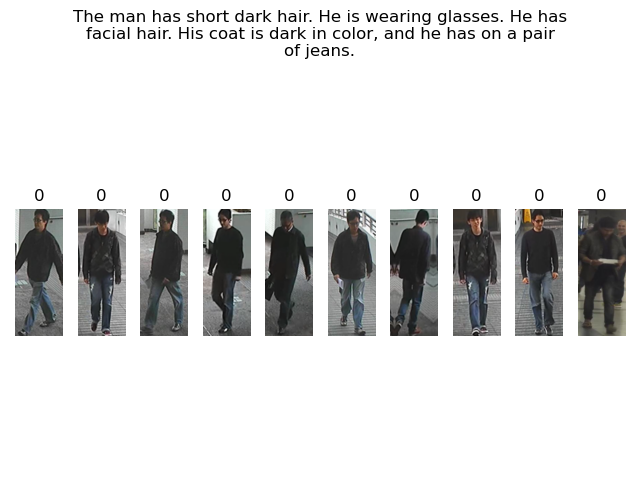 The man has short dark hair. He is wearing glasses. He has
facial hair. His coat is dark in color, and he has on a pair
of jeans.
0 0 0 0 0 0 0 0 0 0